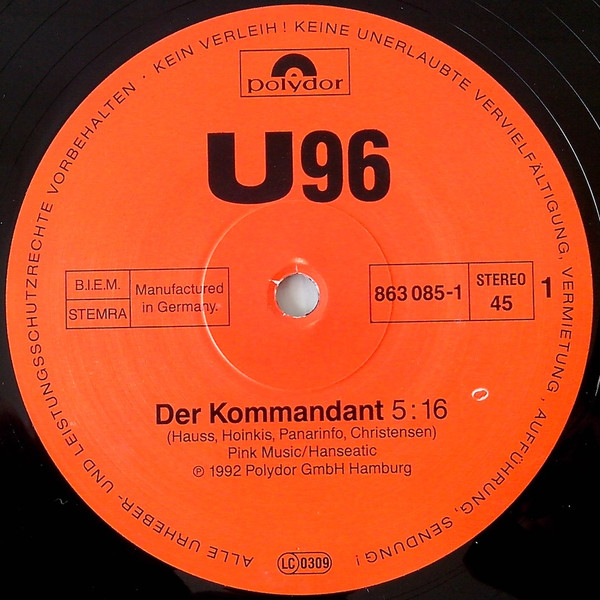 ALLE URHEBER- UND LEISTUNGSSCHUTZRECHTE VORBEHALTEN · KEIN VERLEIH! KEINE UNERLAUBTE VERVIELFÄLTIGUNG, VERMIETUNG, AUFFÜHRUNG, SENDUNG!
polydor
U96
B.I.E.M.
STEMRA
Manufactured
in Germany.
863 085-1
STEREO
45
1
Der Kommandant 5:16
(Hauss, Hoinkis, Panarinfo, Christensen)
Pink Music/Hanseatic
℗ 1992 Polydor GmbH Hamburg
LC 0309